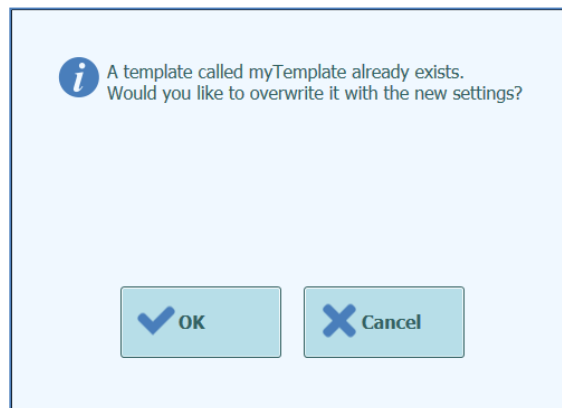 A template called myTemplate already exists.
Would you like to overwrite it with the new settings?
OK
Cancel